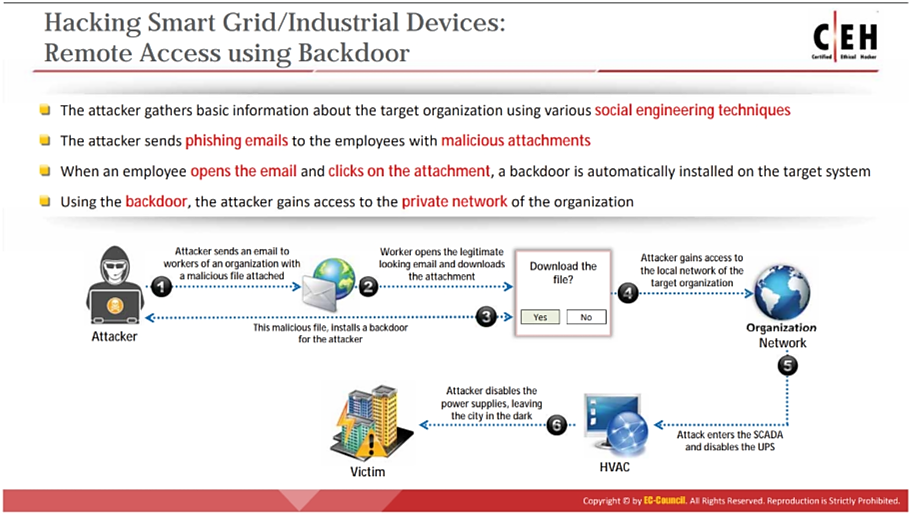 Hacking Smart Grid/Industrial Devices:
Remote Access using Backdoor
C|EH
Certified Ethical Hacker
The attacker gathers basic information about the target organization using various social engineering techniques
The attacker sends phishing emails to the employees with malicious attachments
When an employee opens the email and clicks on the attachment, a backdoor is automatically installed on the target system
Using the backdoor, the attacker gains access to the private network of the organization
Attacker sends an email to
workers of an organization with
a malicious file attached
1
Worker opens the legitimate
looking email and downloads
the attachment
2
Download the
file?
Yes
No
Attacker gains access to
the local network of the
target organization
4
3
This malicious file, installs a backdoor
for the attacker
Attacker
Organization
Network
5
Attacker disables the
power supplies, leaving
the city in the dark
6
Attack enters the SCADA
and disables the UPS
Victim
HVAC
Copyright © by EC-Council. All Rights Reserved. Reproduction is Strictly Prohibited.